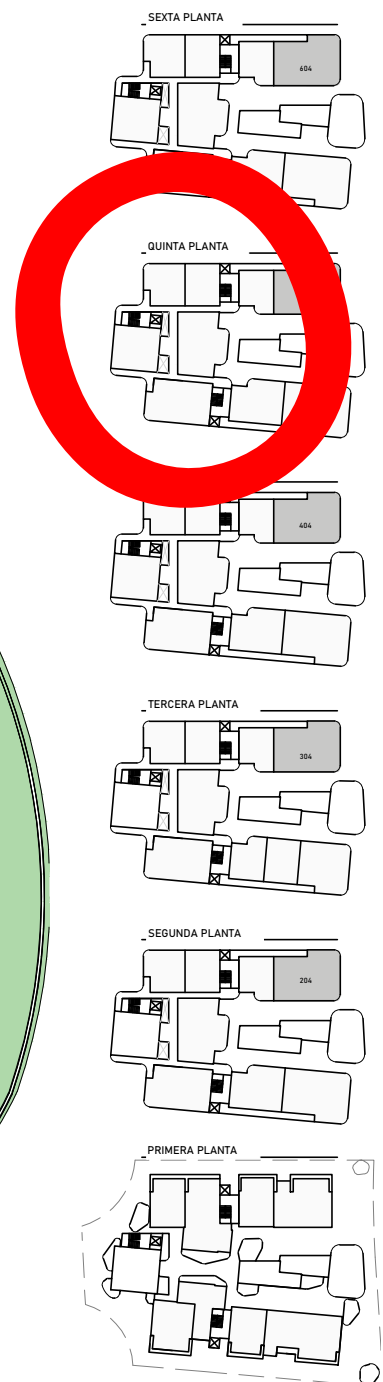 SEXTA PLANTA
604
QUINTA PLANTA
404
TERCERA PLANTA
304
SEGUNDA PLANTA
204
PRIMERA PLANTA